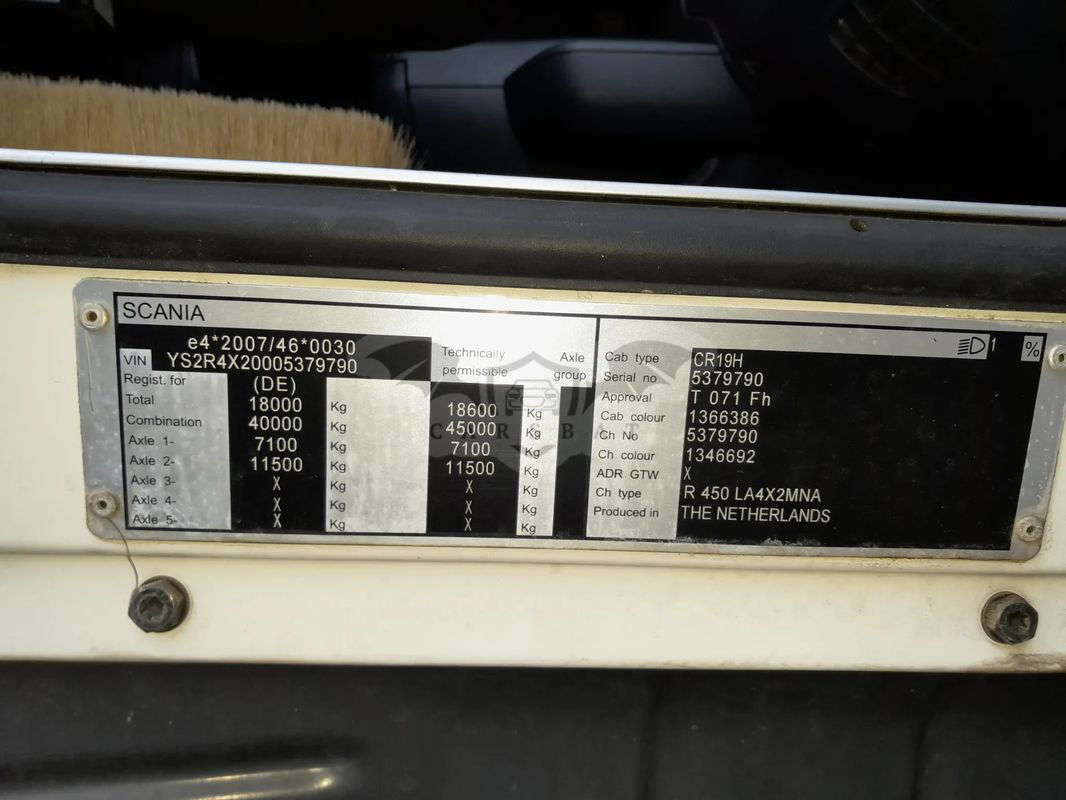 SCANIA
e4*2007/46*0030
VIN YS2R4X20005379790
Regist. for (DE)
Technically permissible Axle group
Total 18000 Kg 18600 Kg
Combination 40000 Kg 45000 Kg
Axle 1- 7100 Kg 7100 Kg
Axle 2- 11500 Kg 11500 Kg
Axle 3- X Kg X Kg
Axle 4- X Kg X Kg
Axle 5- X Kg X Kg
1 %
Cab type CR19H
Serial no 5379790
Approval T 071 Fh
Cab colour 1366386
Ch No 5379790
Ch colour 1346692
ADR GTW X
Ch type R 450 LA4X2MNA
Produced in THE NETHERLANDS
CARSBAT